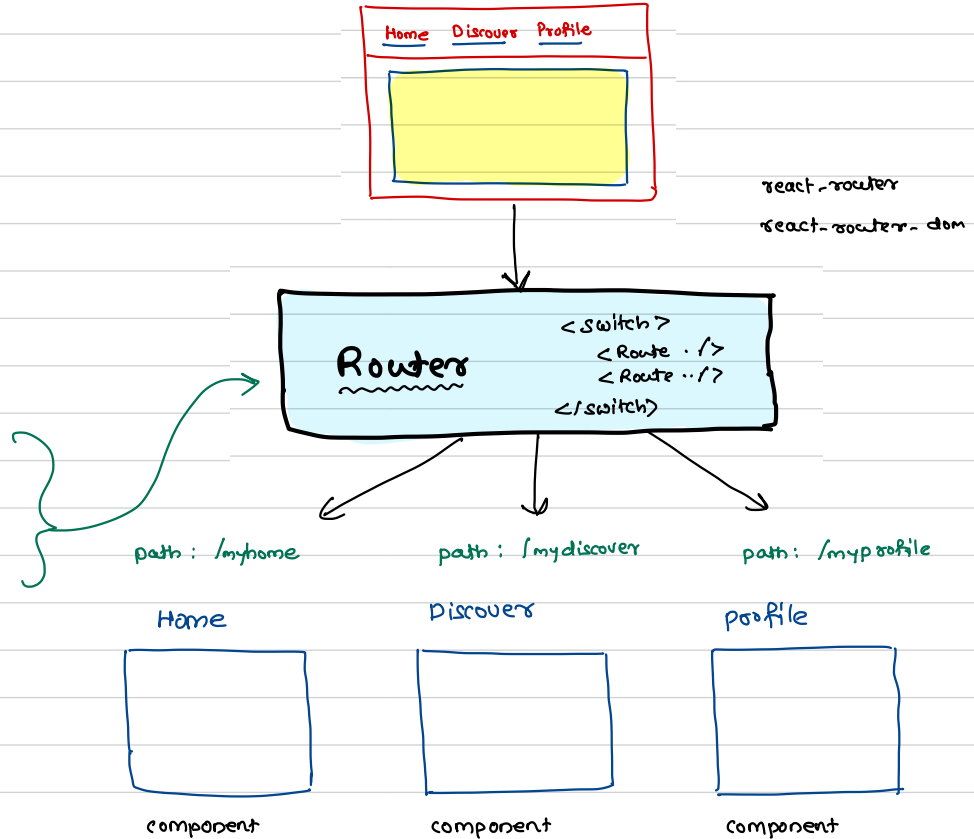 Home Discover Profile
react-router
react-router-dom
Router
<switch>
<Route ./>
<Route ../>
</switch>
path: /myhome
path: /mydiscover
path: /myprofile
Home
Discover
Profile
component
component
component